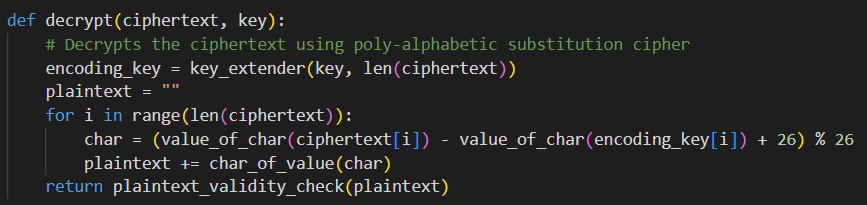 def decrypt(ciphertext, key):
    # Decrypts the ciphertext using poly-alphabetic substitution cipher
    encoding_key = key_extender(key, len(ciphertext))
    plaintext = ""
    for i in range(len(ciphertext)):
        char = (value_of_char(ciphertext[i]) - value_of_char(encoding_key[i]) + 26) % 26
        plaintext += char_of_value(char)
    return plaintext_validity_check(plaintext)